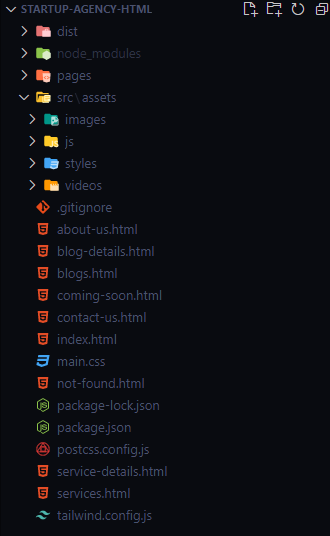 STARTUP-AGENCY-HTML
dist
node_modules
pages
src\assets
images
js
styles
videos
.gitignore
about-us.html
blog-details.html
blogs.html
coming-soon.html
contact-us.html
index.html
main.css
not-found.html
package-lock.json
package.json
postcss.config.js
service-details.html
services.html
tailwind.config.js